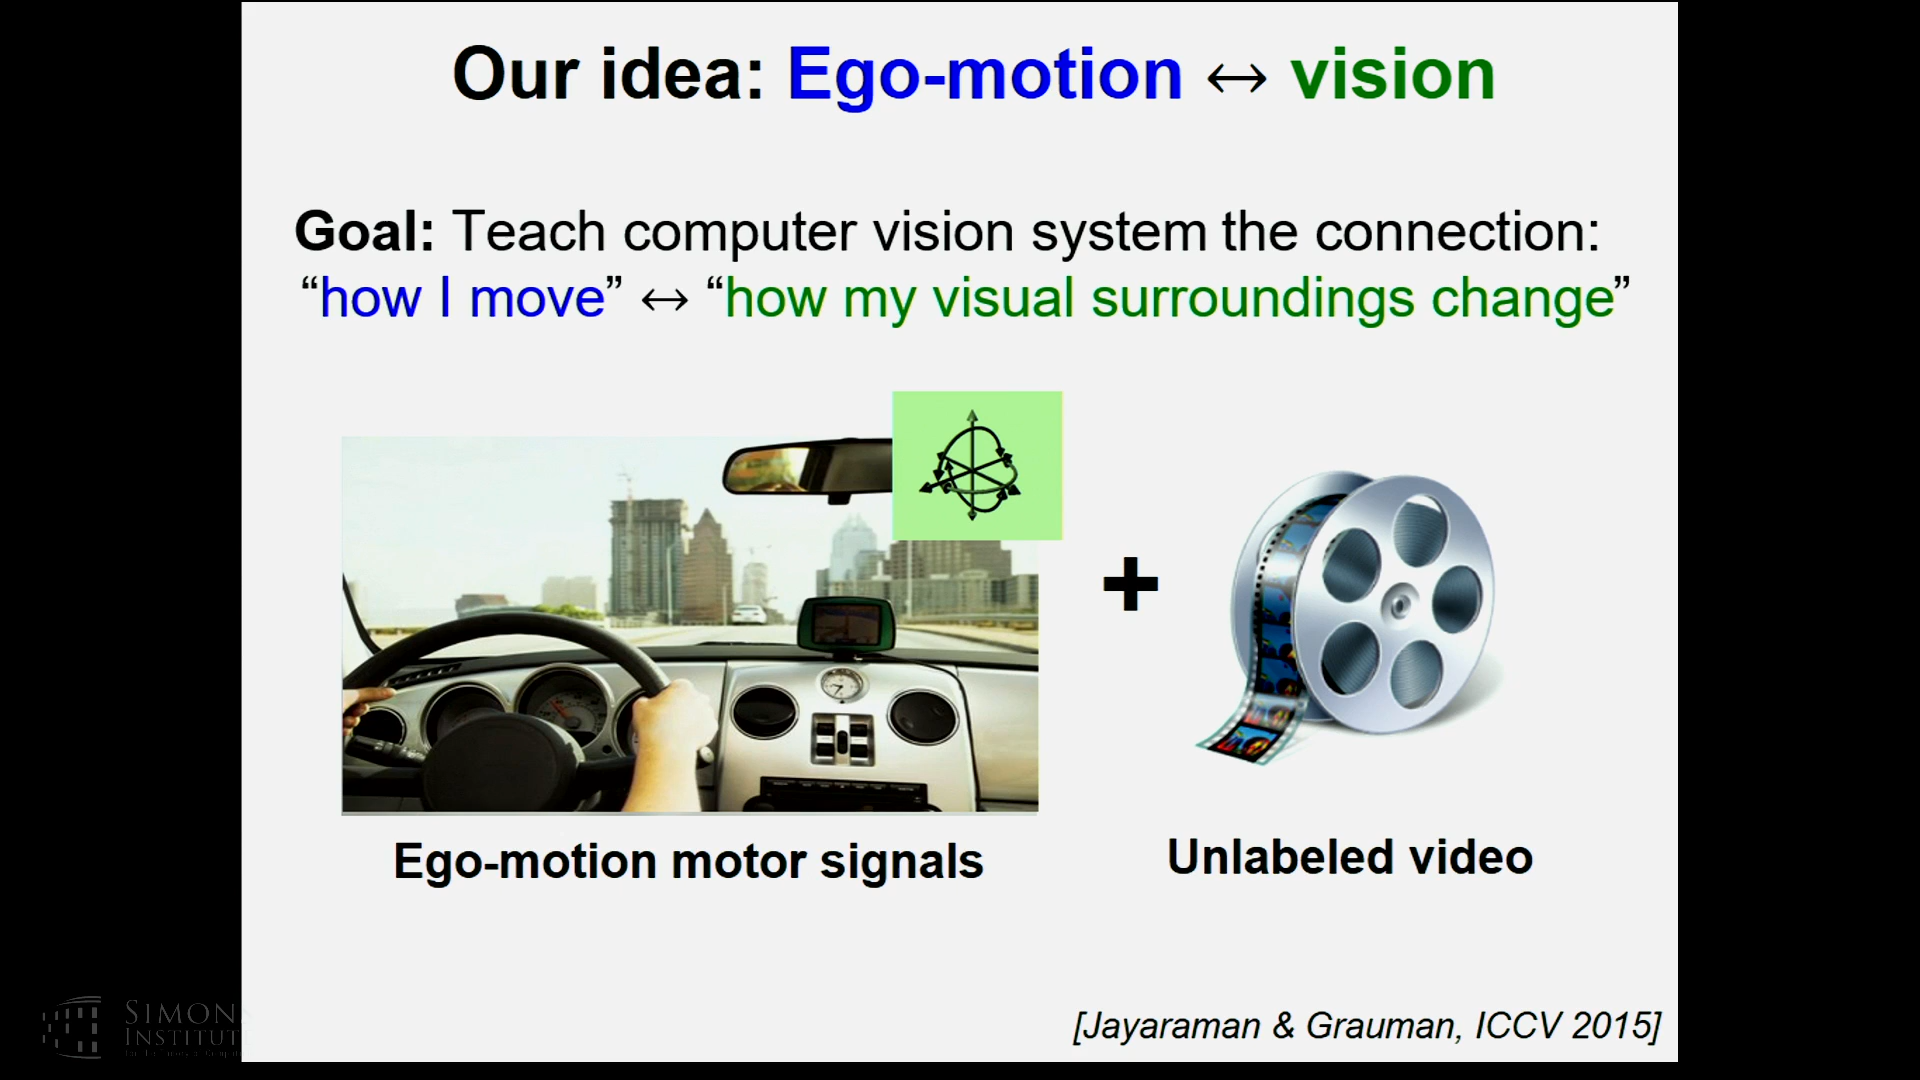 Our idea: Ego-motion ↔ vision
Goal: Teach computer vision system the connection:
“how I move” ↔ “how my visual surroundings change”
Ego-motion motor signals
+
Unlabeled video
[Jayaraman & Grauman, ICCV 2015]
SIMONS
INSTITUT